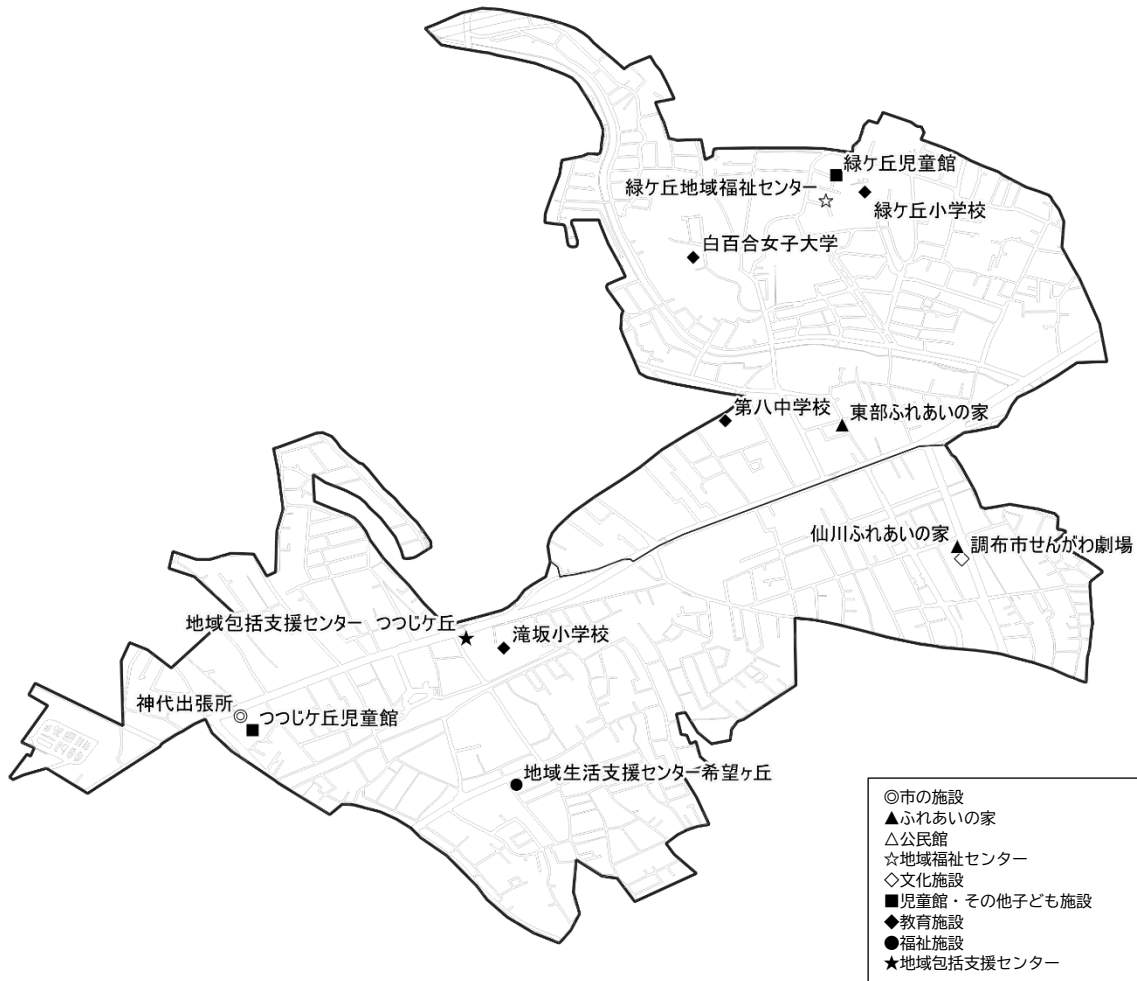 緑ケ丘児童館
緑ケ丘地域福祉センター
緑ケ丘小学校
白百合女子大学
第八中学校
東部ふれあいの家
仙川ふれあいの家
調布市せんがわ劇場
地域包括支援センター つつじケ丘
滝坂小学校
神代出張所
つつじケ丘児童館
地域生活支援センター希望ヶ丘
◎市の施設
▲ふれあいの家
△公民館
☆地域福祉センター
◇文化施設
■児童館・その他子ども施設
◆教育施設
●福祉施設
★地域包括支援センター